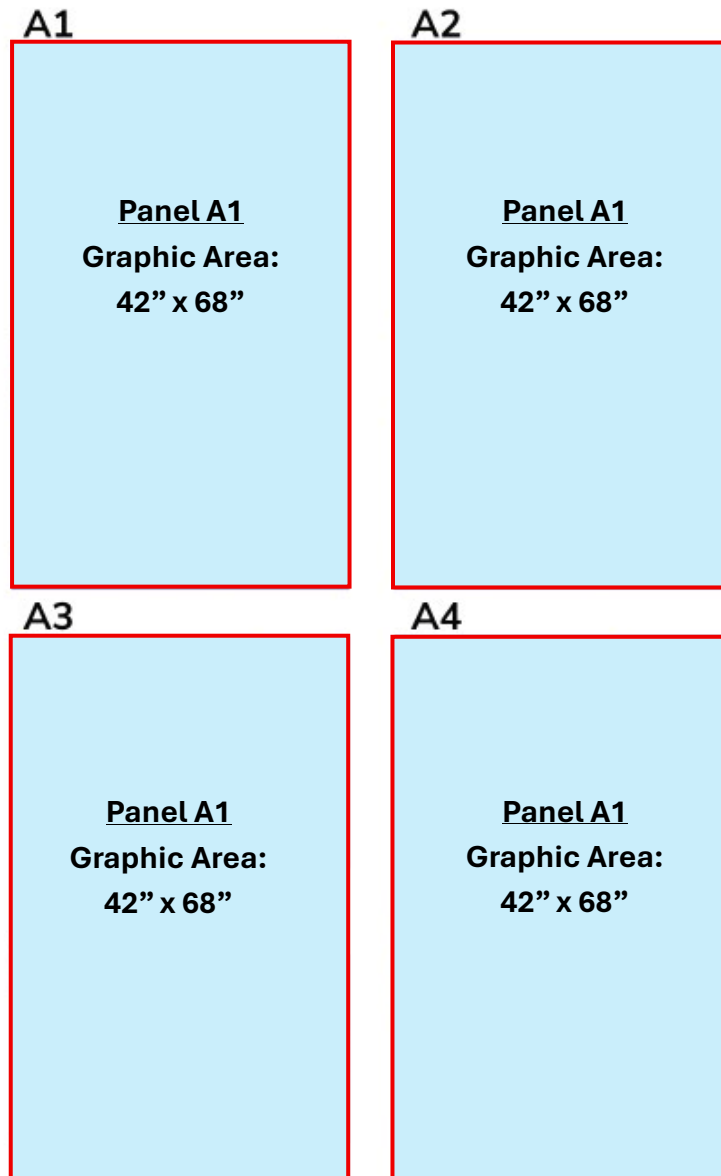 A1
Panel A1
Graphic Area:
42” x 68”
A2
Panel A1
Graphic Area:
42” x 68”
A3
Panel A1
Graphic Area:
42” x 68”
A4
Panel A1
Graphic Area:
42” x 68”